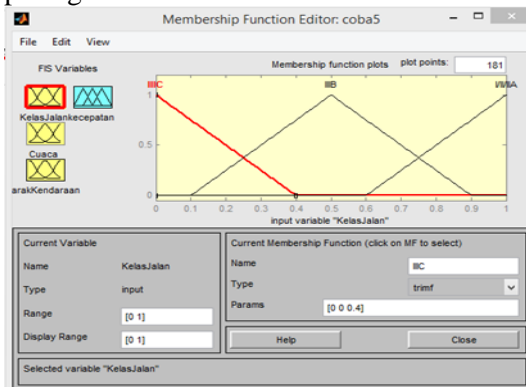 Membership Function Editor: coba5
File Edit View
FIS Variables
Membership function plots plot points: 181
IIIC IIIB I/II/IIIA
KelasJalan kecepatan
Cuaca
arakKendaraan
1
0.5
0
0 0.1 0.2 0.3 0.4 0.5 0.6 0.7 0.8 0.9 1
input variable "KelasJalan"
Current Variable
Name KelasJalan
Type input
Range [0 1]
Display Range [0 1]
Current Membership Function (click on MF to select)
Name IIIC
Type trimf
Params [0 0 0.4]
Help Close
Selected variable "KelasJalan"